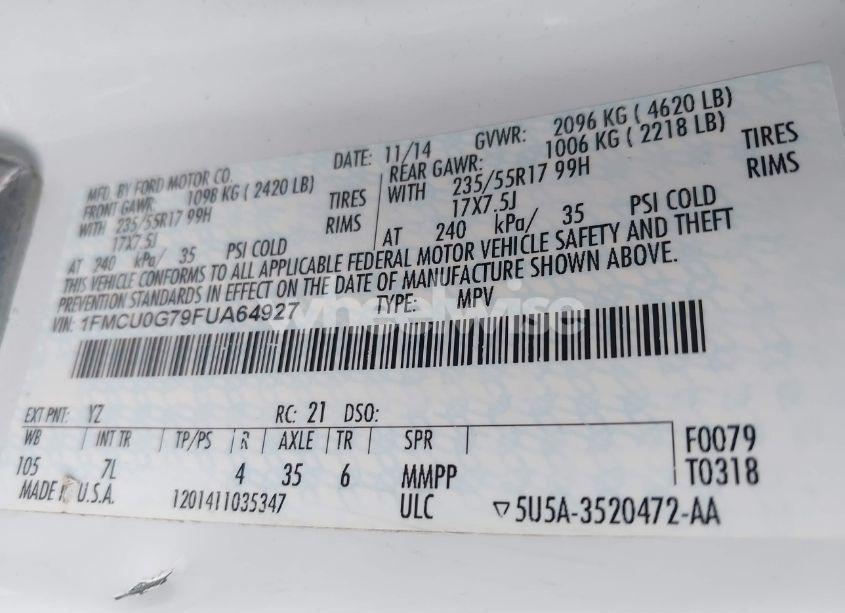 MFD. BY FORD MOTOR CO. DATE: 11/14 GVWR: 2096 KG ( 4620 LB)
FRONT GAWR: 1098 KG ( 2420 LB) REAR GAWR: 1006 KG ( 2218 LB)
WITH 235/55R17 99H TIRES WITH 235/55R17 99H TIRES
17X7.5J RIMS 17X7.5J RIMS
AT 240 kPa/ 35 PSI COLD AT 240 kPa/ 35 PSI COLD
THIS VEHICLE CONFORMS TO ALL APPLICABLE FEDERAL MOTOR VEHICLE SAFETY AND THEFT
PREVENTION STANDARDS IN EFFECT ON THE DATE OF MANUFACTURE SHOWN ABOVE.
VIN: 1FMCU0G79FUA64927 TYPE: MPV
wheelwise
EXT PNT: YZ RC: 21 DSO:
WB INT TR TP/PS R AXLE TR SPR F0079
105 7L 4 35 6 MMPP T0318
MADE IN U.S.A. 1201411035347 ULC ▽5U5A-3520472-AA